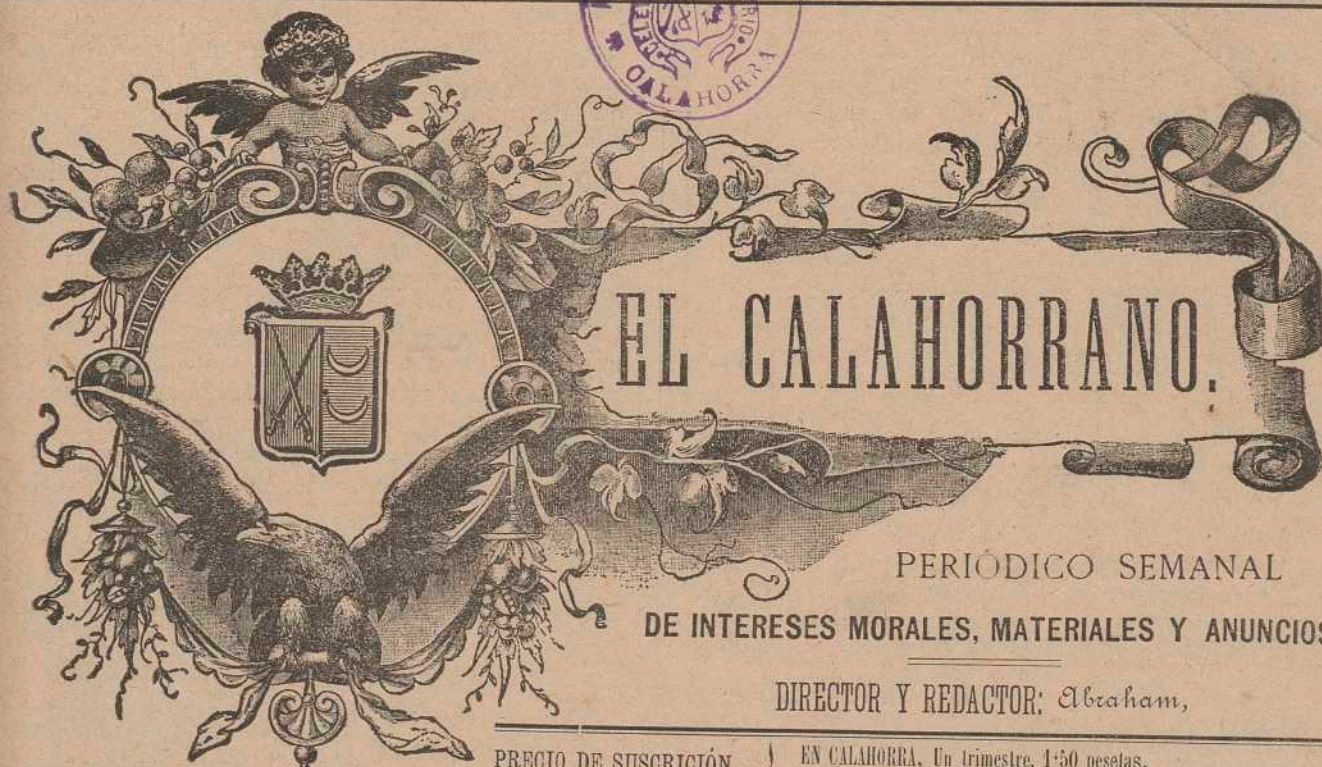 CALAHORRA
EL CALAHORRANO.
PERIÓDICO SEMANAL
DE INTERESES MORALES, MATERIALES Y ANUNCIOS
DIRECTOR Y REDACTOR: Abraham,
PRECIO DE SUSCRICIÓN
EN CALAHORRA, Un trimestre, 1'50 pesetas.